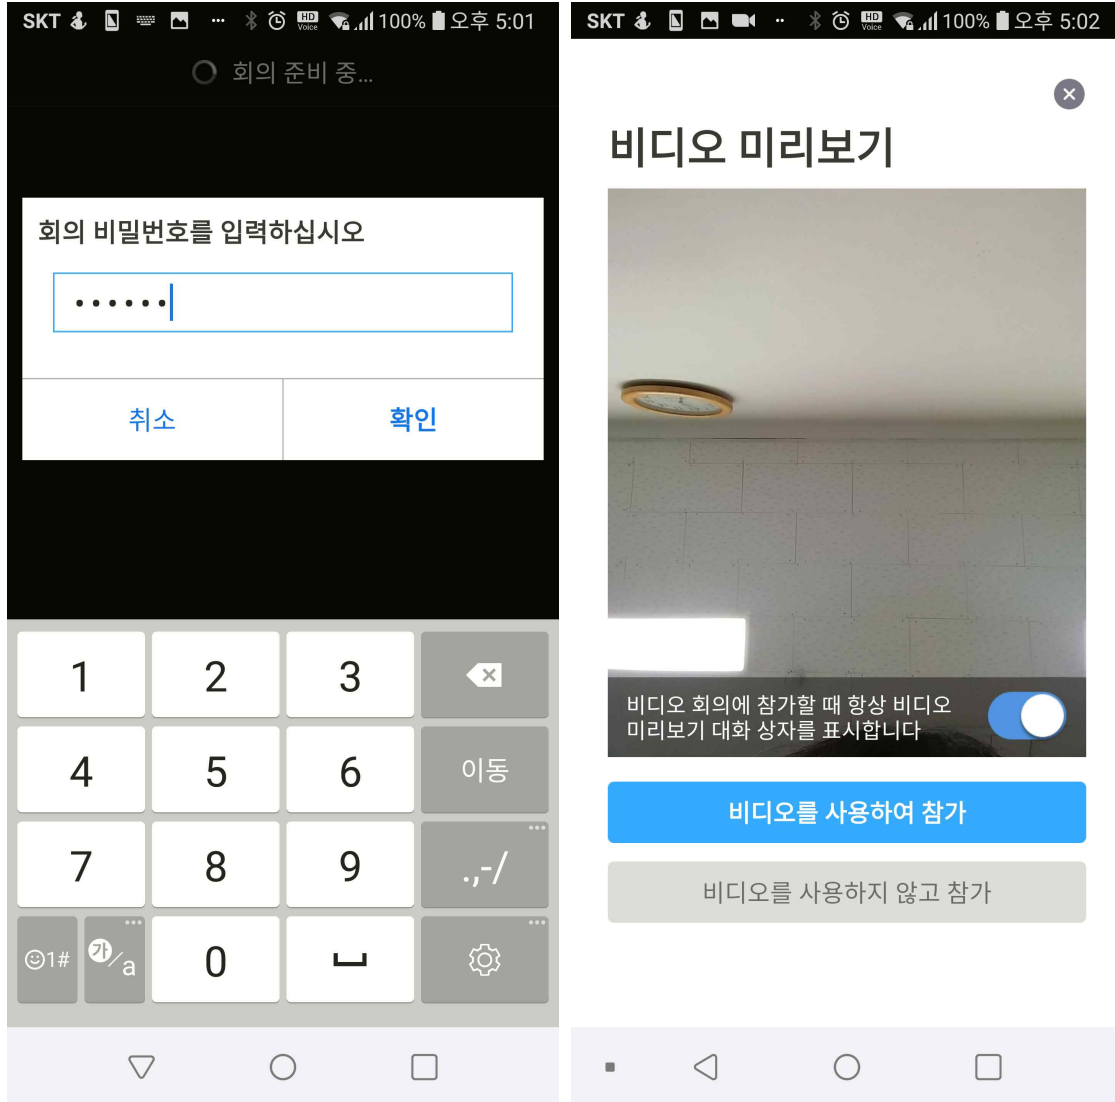 SKT HD Voice 100% 오후 5:01
회의 준비 중...
회의 비밀번호를 입력하십시오
••••••
취소 확인
1 2 3
4 5 6 이동
7 8 9 .,-/
☺1# 가/a 0
SKT HD Voice 100% 오후 5:02
비디오 미리보기
비디오 회의에 참가할 때 항상 비디오
미리보기 대화 상자를 표시합니다
비디오를 사용하여 참가
비디오를 사용하지 않고 참가